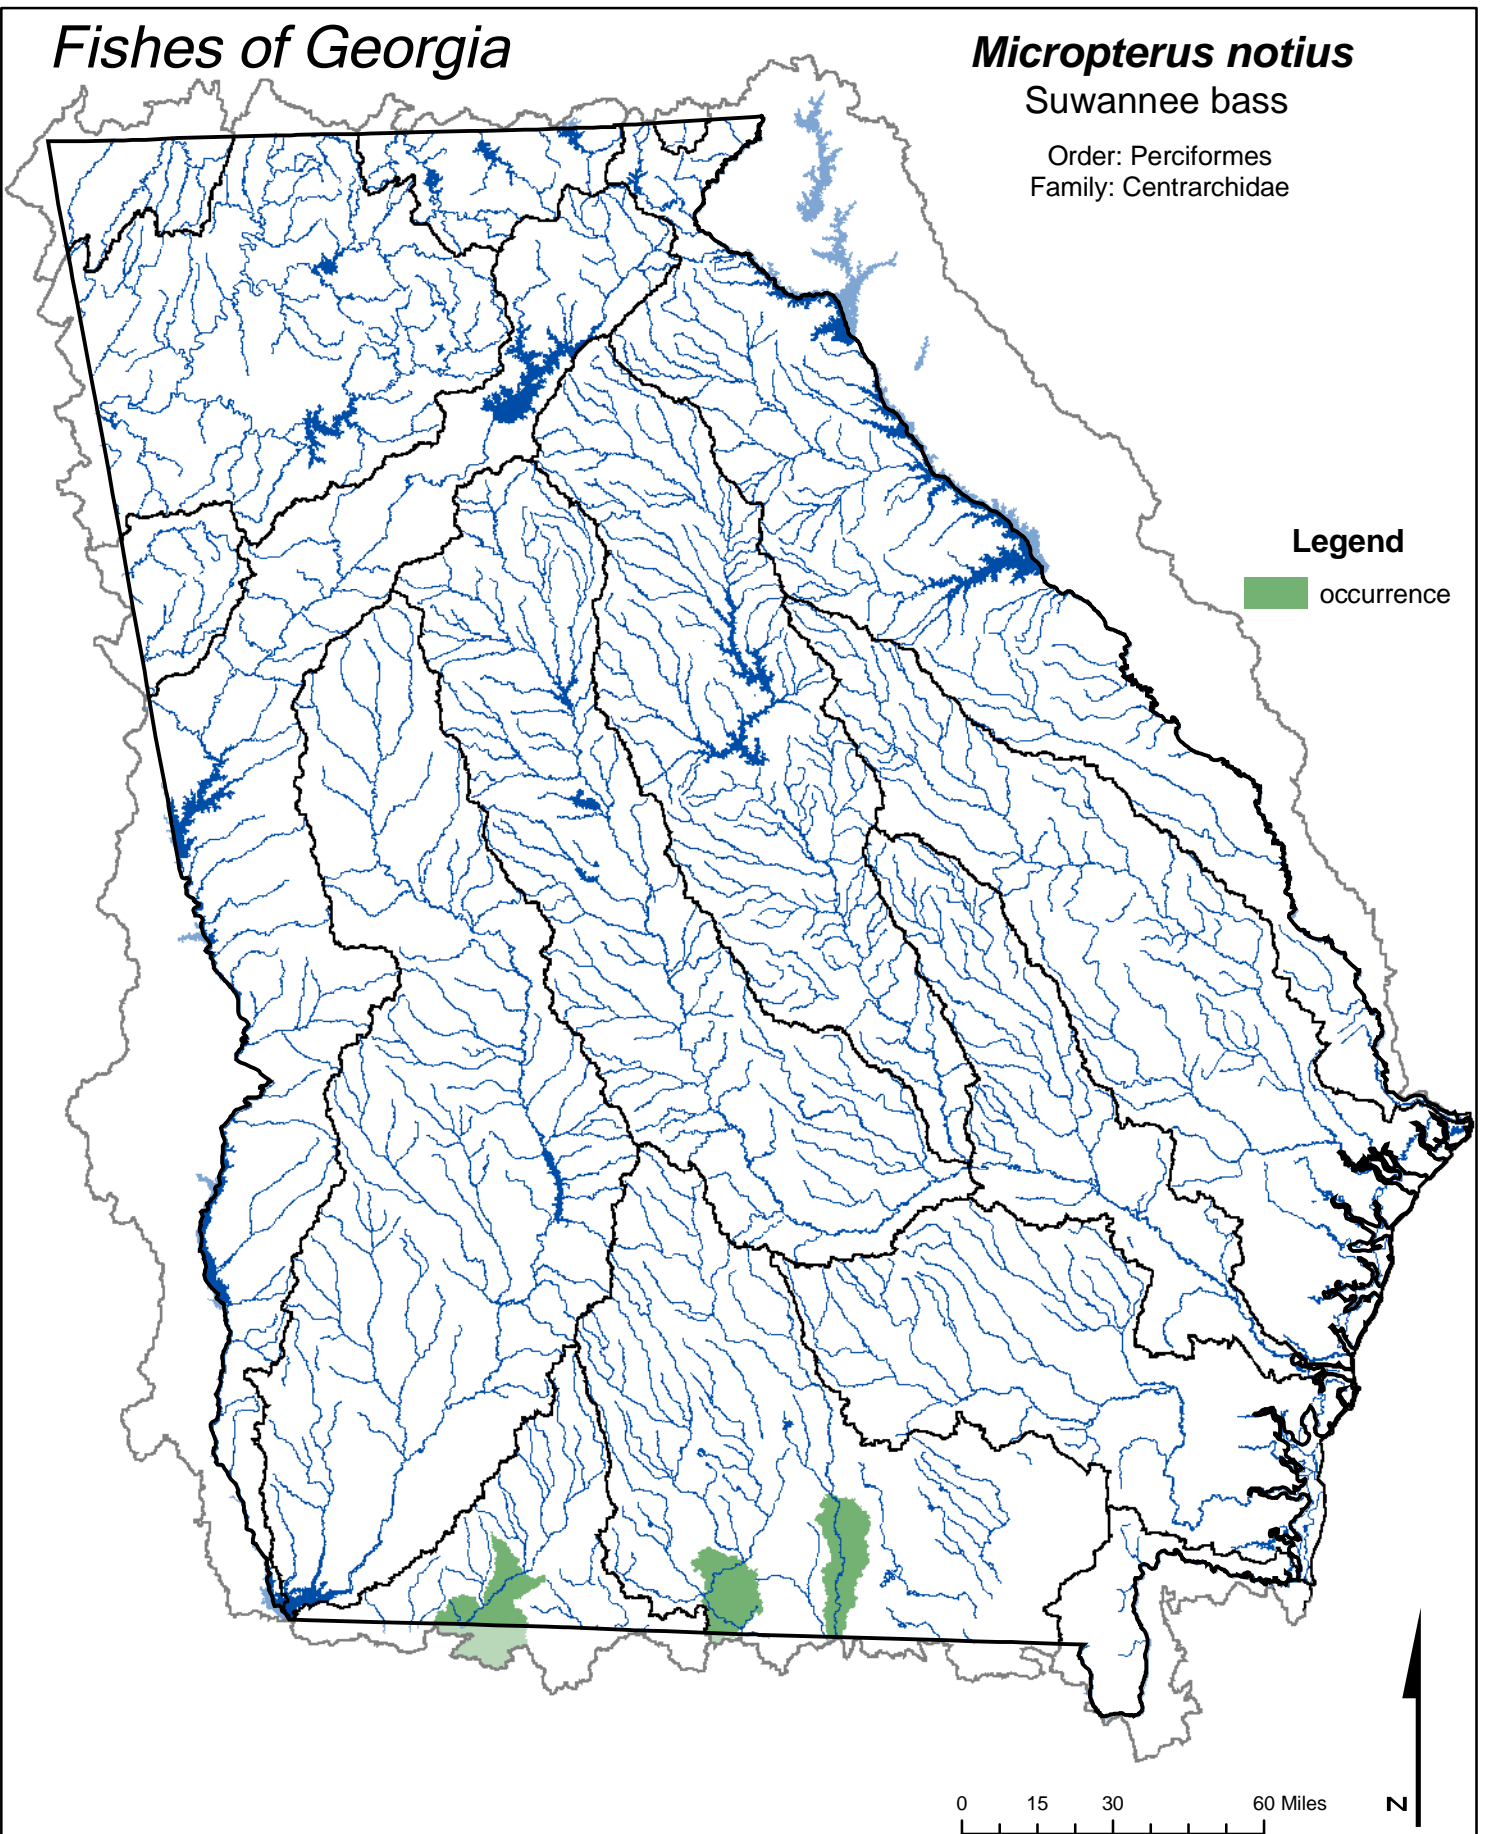 Fishes of Georgia
Micropterus notius
Suwannee bass
Order: Perciformes
Family: Centrarchidae
Legend
occurrence
0 15 30 60 Miles
N